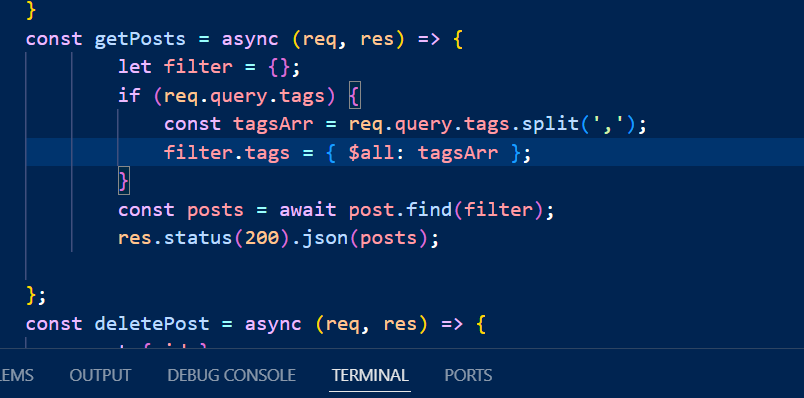 }
const getPosts = async (req, res) => {
let filter = {};
if (req.query.tags) {
const tagsArr = req.query.tags.split(',');
filter.tags = { $all: tagsArr };
}
const posts = await post.find(filter);
res.status(200).json(posts);
};
const deletePost = async (req, res) => {
LEMS OUTPUT DEBUG CONSOLE TERMINAL PORTS